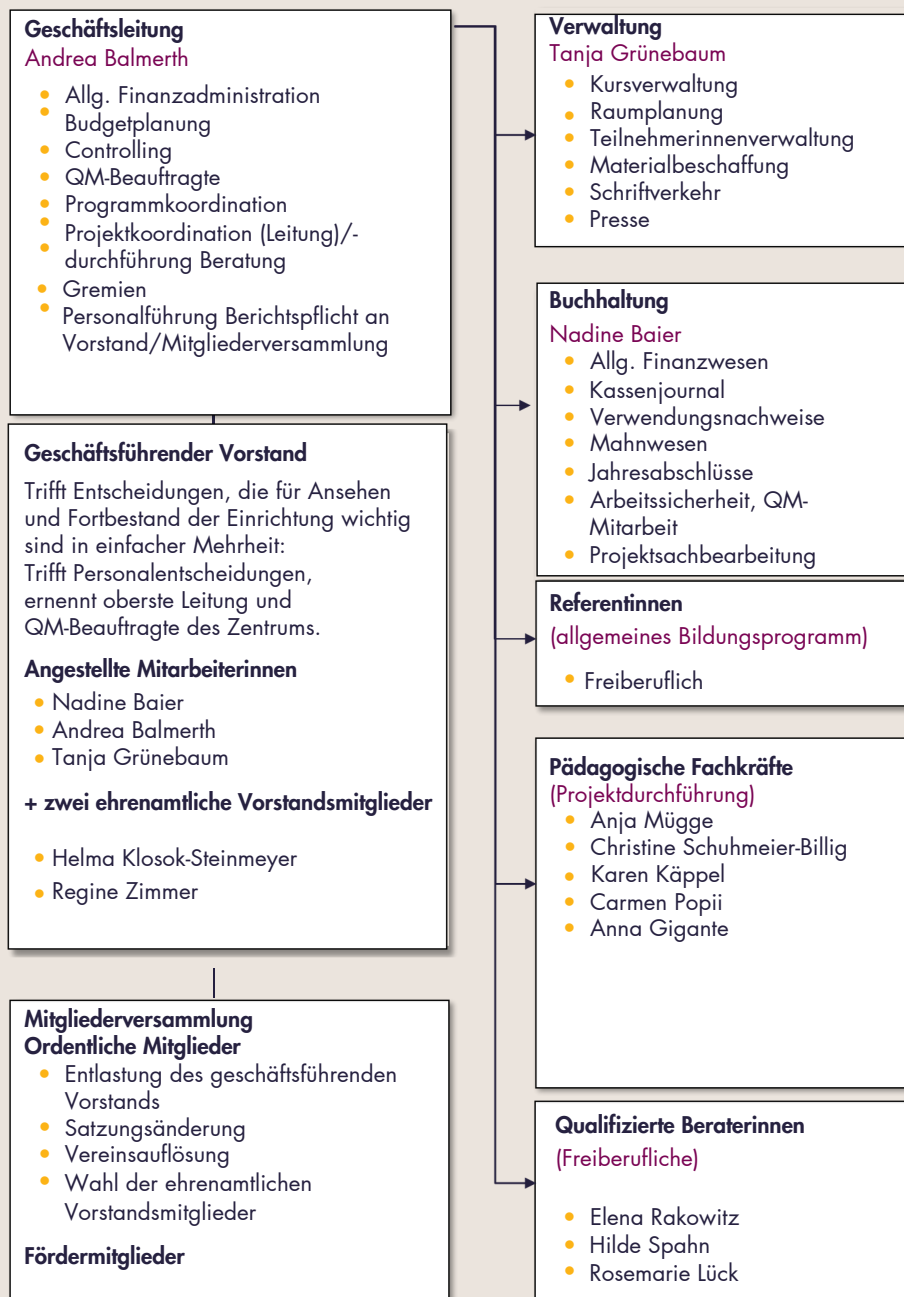 Geschäftsleitung
Andrea Balmerth
Allg. Finanzadministration
Budgetplanung
Controlling
QM-Beauftragte
Programmkoordination
Projektkoordination (Leitung)/-
durchführung Beratung
Gremien
Personalführung Berichtspflicht an
Vorstand/Mitgliederversammlung
Geschäftsführender Vorstand
Trifft Entscheidungen, die für Ansehen
und Fortbestand der Einrichtung wichtig
sind in einfacher Mehrheit:
Trifft Personalentscheidungen,
ernennt oberste Leitung und
QM-Beauftragte des Zentrums.
Angestellte Mitarbeiterinnen
Nadine Baier
Andrea Balmerth
Tanja Grünebaum
+ zwei ehrenamtliche Vorstandsmitglieder
Helma Klosok-Steinmeyer
Regine Zimmer
Mitgliederversammlung
Ordentliche Mitglieder
Entlastung des geschäftsführenden
Vorstands
Satzungsänderung
Vereinsauflösung
Wahl der ehrenamtlichen
Vorstandsmitglieder
Fördermitglieder
Verwaltung
Tanja Grünebaum
Kursverwaltung
Raumplanung
Teilnehmerinnenverwaltung
Materialbeschaffung
Schriftverkehr
Presse
Buchhaltung
Nadine Baier
Allg. Finanzwesen
Kassenjournal
Verwendungsnachweise
Mahnwesen
Jahresabschlüsse
Arbeitssicherheit, QM-
Mitarbeit
Projektsachbearbeitung
Referentinnen
(allgemeines Bildungsprogramm)
Freiberuflich
Pädagogische Fachkräfte
(Projektdurchführung)
Anja Mügge
Christine Schuhmeier-Billig
Karen Käppel
Carmen Popii
Anna Gigante
Qualifizierte Beraterinnen
(Freiberufliche)
Elena Rakowitz
Hilde Spahn
Rosemarie Lück